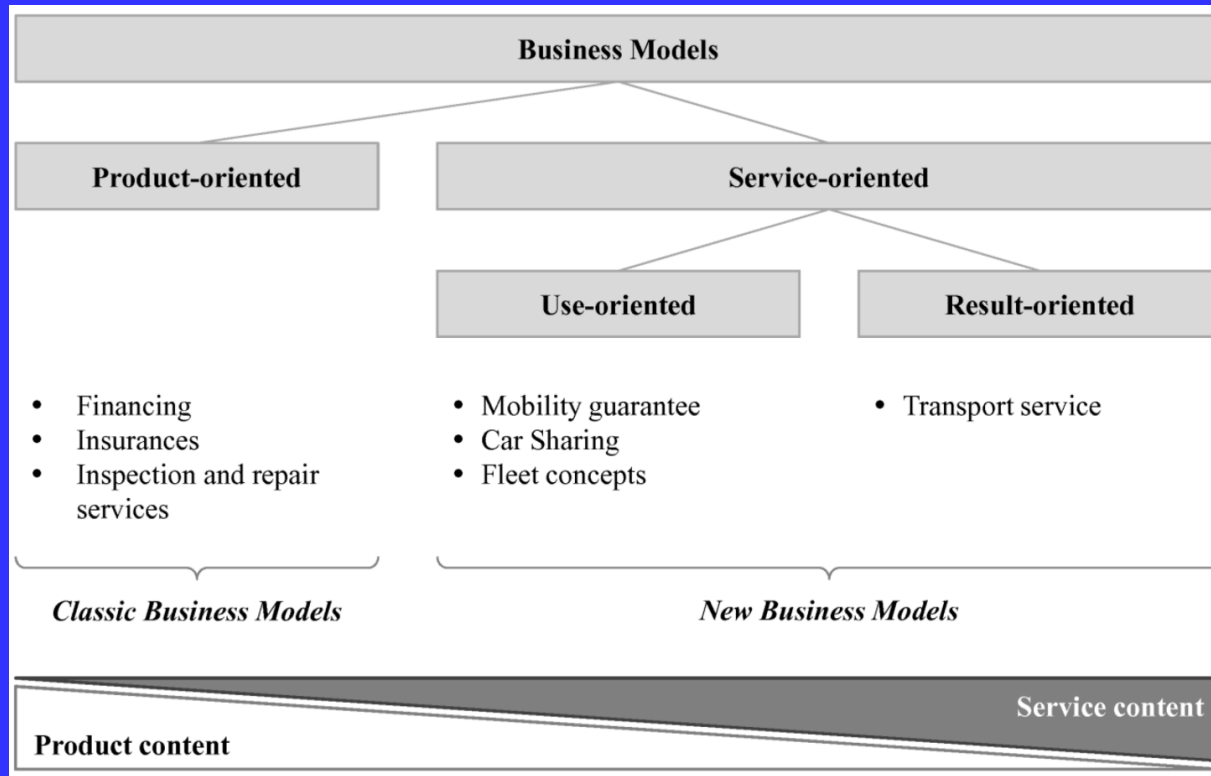 Business Models
Product-oriented
Service-oriented
Use-oriented
Result-oriented
• Financing
• Insurances
• Inspection and repair
services
• Mobility guarantee
• Car Sharing
• Fleet concepts
• Transport service
Classic Business Models
New Business Models
Service content
Product content